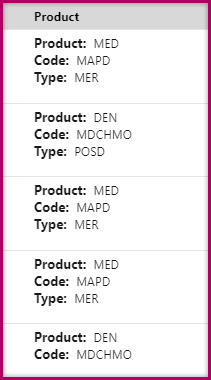 Product
Product: MED
Code: MAPD
Type: MER
Product: DEN
Code: MDCHMO
Type: POSD
Product: MED
Code: MAPD
Type: MER
Product: MED
Code: MAPD
Type: MER
Product: DEN
Code: MDCHMO